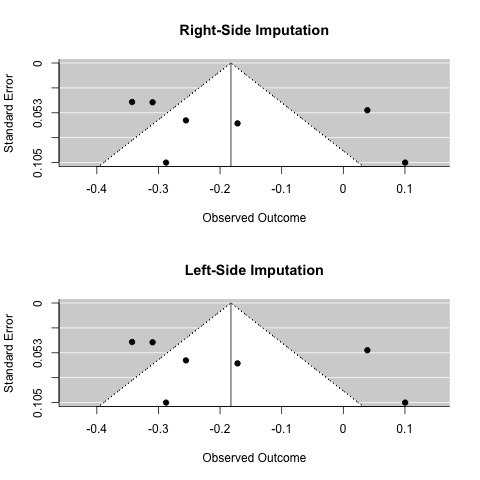 Right-Side Imputation
Standard Error
0
0.053
0.105
-0.4 -0.3 -0.2 -0.1 0 0.1
Observed Outcome
Left-Side Imputation
Standard Error
0
0.053
0.105
-0.4 -0.3 -0.2 -0.1 0 0.1
Observed Outcome